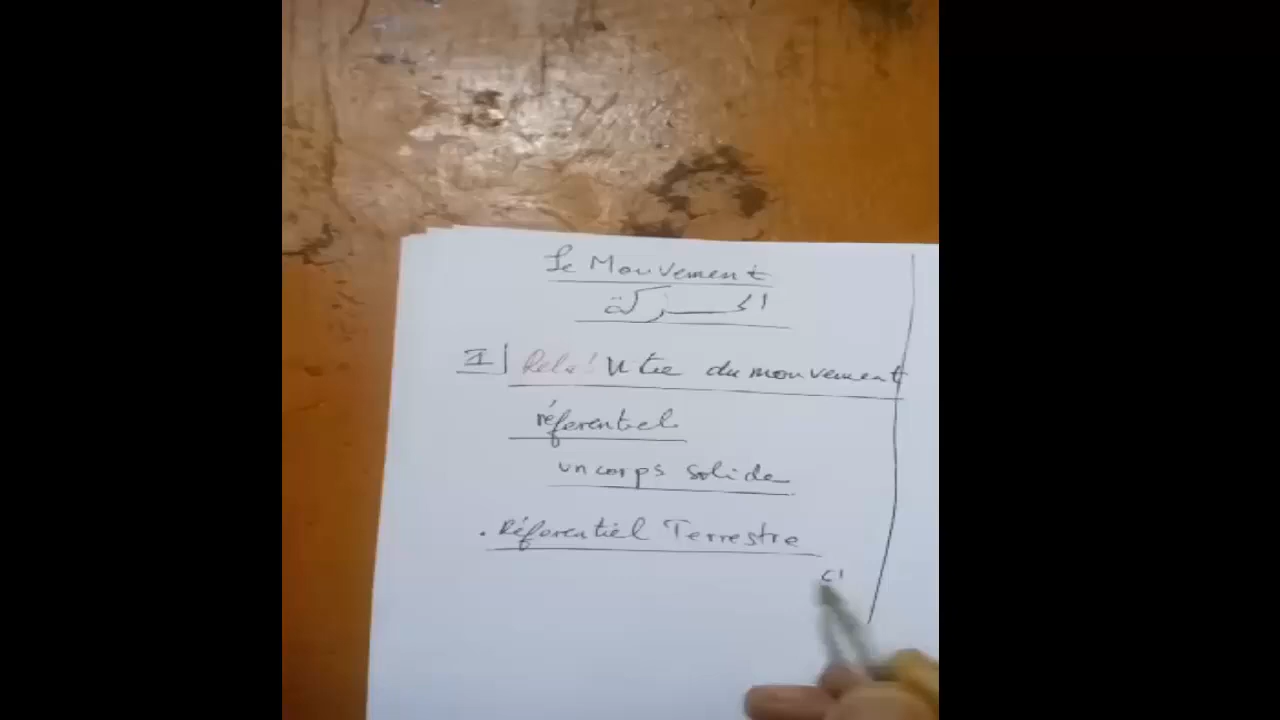 Le Mouvement
الحركة
I] Relativité du mouvement
référentiel
un corps solide
. Référentiel Terrestre